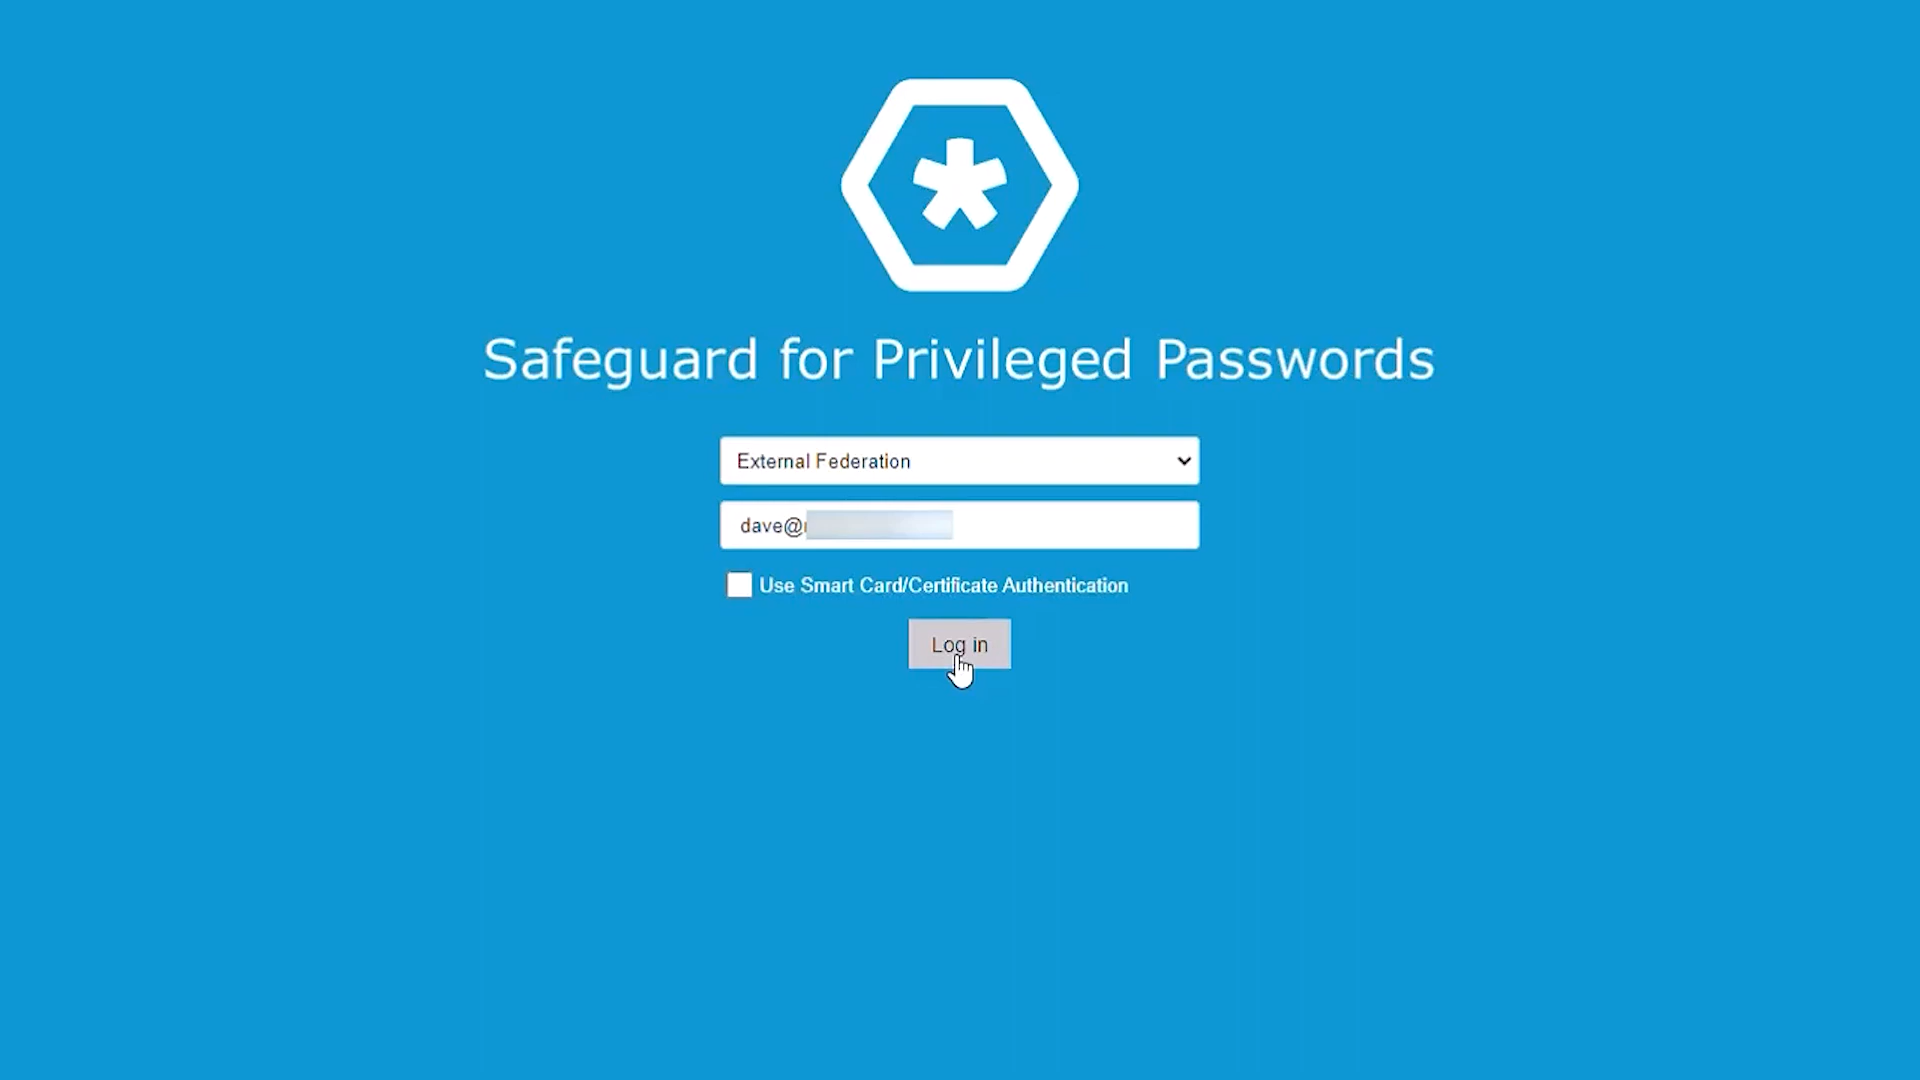 Safeguard for Privileged Passwords
External Federation
dave@
Use Smart Card/Certificate Authentication
Log in